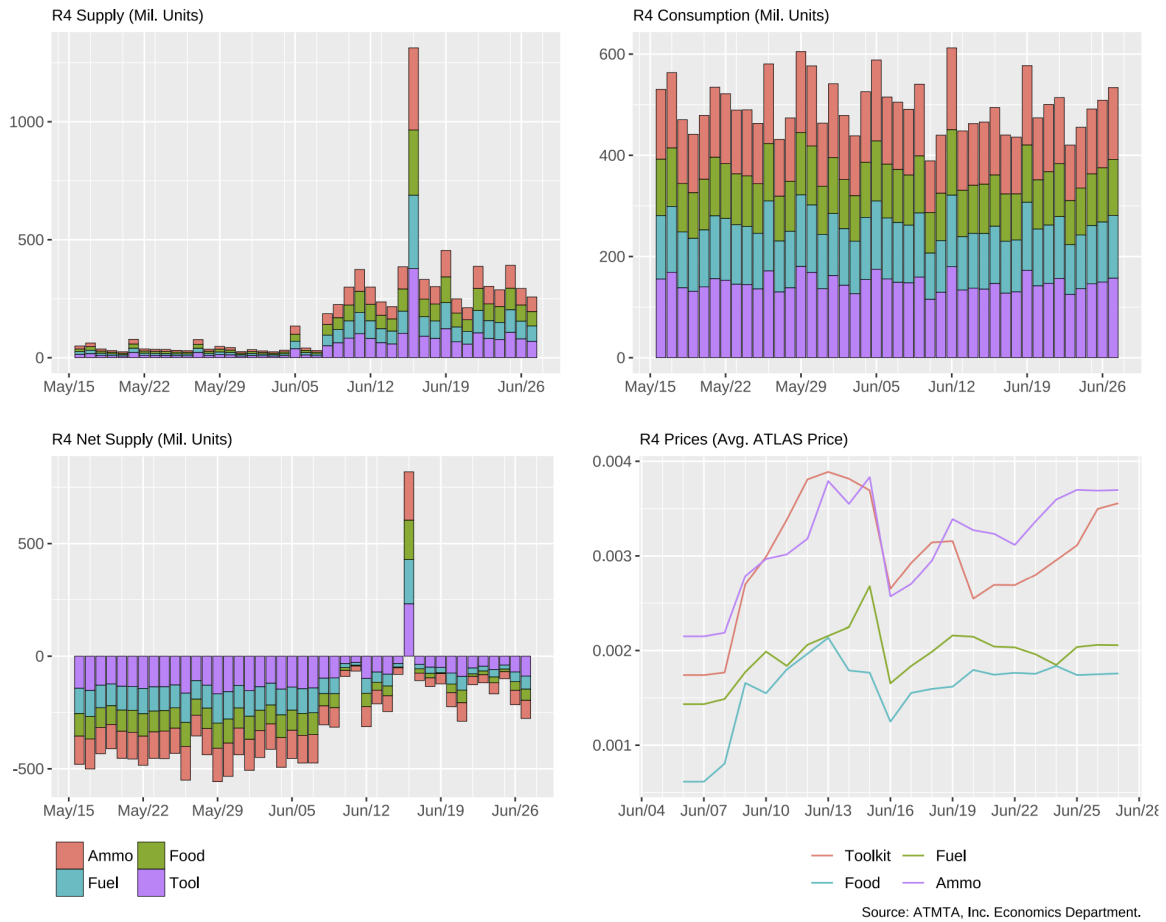 R4 Supply (Mil. Units)
1000
500
0
May/15 May/22 May/29 Jun/05 Jun/12 Jun/19 Jun/26
R4 Consumption (Mil. Units)
600
400
200
0
May/15 May/22 May/29 Jun/05 Jun/12 Jun/19 Jun/26
R4 Net Supply (Mil. Units)
500
0
-500
May/15 May/22 May/29 Jun/05 Jun/12 Jun/19 Jun/26
Ammo Food
Fuel Tool
R4 Prices (Avg. ATLAS Price)
0.004
0.003
0.002
0.001
Jun/04 Jun/07 Jun/10 Jun/13 Jun/16 Jun/19 Jun/22 Jun/25 Jun/28
Toolkit Fuel
Food Ammo
Source: ATMTA, Inc. Economics Department.